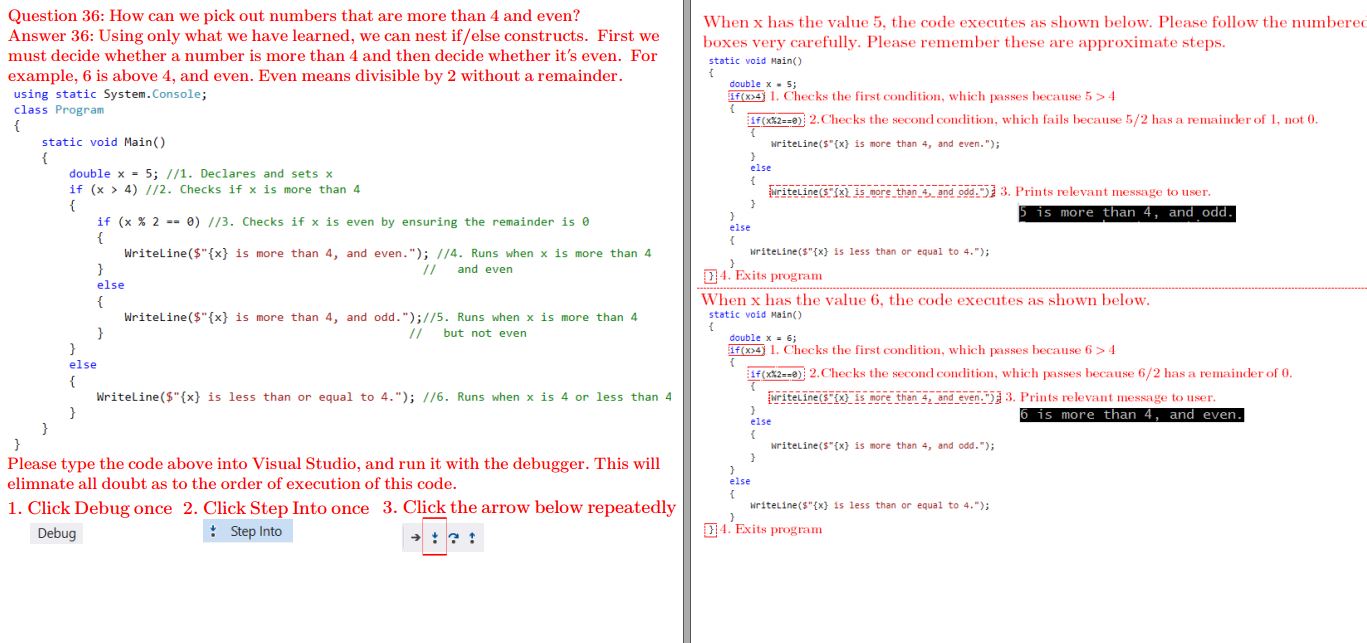 Question 36: How can we pick out numbers that are more than 4 and even?
Answer 36: Using only what we have learned, we can nest if/else constructs.  First we
must decide whether a number is more than 4 and then decide whether it's even.  For
example, 6 is above 4, and even. Even means divisible by 2 without a remainder.
using static System.Console;
class Program
{
static void Main()
{
double x = 5; //1. Declares and sets x
if (x > 4) //2. Checks if x is more than 4
{
if (x % 2 == 0) //3. Checks if x is even by ensuring the remainder is 0
{
WriteLine($"{x} is more than 4, and even."); //4. Runs when x is more than 4
} // and even
else
{
WriteLine($"{x} is more than 4, and odd.");//5. Runs when x is more than 4
} // but not even
}
else
{
WriteLine($"{x} is less than or equal to 4."); //6. Runs when x is 4 or less than 4
}
}
}
Please type the code above into Visual Studio, and run it with the debugger. This will
elimnate all doubt as to the order of execution of this code.
1. Click Debug once 2. Click Step Into once 3. Click the arrow below repeatedly
Debug Step Into
When x has the value 5, the code executes as shown below. Please follow the numbered
boxes very carefully. Please remember these are approximate steps.
static void Main()
{
double x = 5;
if(x>4) 1. Checks the first condition, which passes because 5 > 4
{
if(x%2==0) 2.Checks the second condition, which fails because 5/2 has a remainder of 1, not 0.
{
WriteLine($"{x} is more than 4, and even.");
}
else
{
WriteLine($"{x} is more than 4, and odd."); 3. Prints relevant message to user.
}
5 is more than 4, and odd.
}
else
{
WriteLine($"{x} is less than or equal to 4.");
}
} 4. Exits program
When x has the value 6, the code executes as shown below.
static void Main()
{
double x = 6;
if(x>4) 1. Checks the first condition, which passes because 6 > 4
{
if(x%2==0) 2.Checks the second condition, which passes because 6/2 has a remainder of 0.
{
WriteLine($"{x} is more than 4, and even."); 3. Prints relevant message to user.
}
6 is more than 4, and even.
else
{
WriteLine($"{x} is more than 4, and odd.");
}
}
else
{
WriteLine($"{x} is less than or equal to 4.");
}
} 4. Exits program